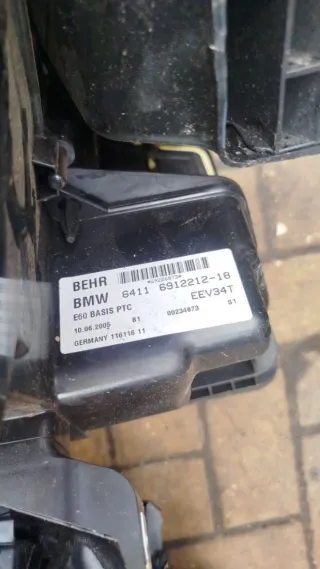 BEHR
BMW 6411 6912212-18
E60 BASIS PTC EEV34T
10.06.2005 81 00234873 S1
GERMANY 116116 11